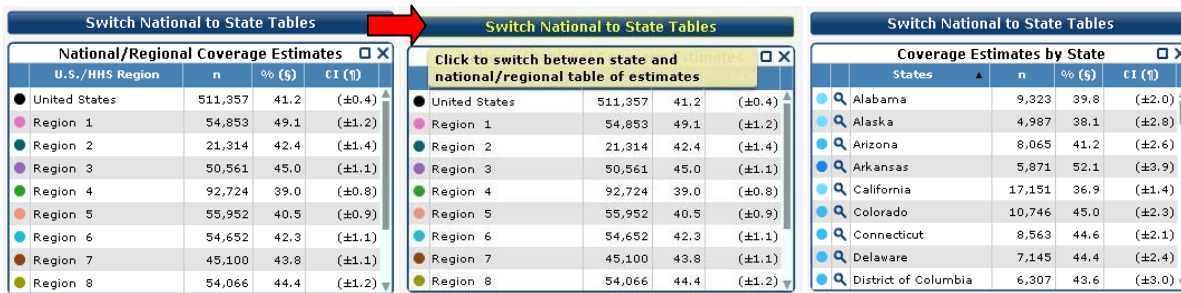 Switch National to State Tables
National/Regional Coverage Estimates
U.S./HHS Region n % (§) CI (¶)
United States 511,357 41.2 (±0.4)
Region 1 54,853 49.1 (±1.2)
Region 2 21,314 42.4 (±1.4)
Region 3 50,561 45.0 (±1.1)
Region 4 92,724 39.0 (±0.8)
Region 5 55,952 40.5 (±0.9)
Region 6 54,652 42.3 (±1.1)
Region 7 45,100 43.8 (±1.1)
Region 8 54,066 44.4 (±1.2)
Switch National to State Tables
Click to switch between state and
national/regional table of estimates
United States 511,357 41.2 (±0.4)
Region 1 54,853 49.1 (±1.2)
Region 2 21,314 42.4 (±1.4)
Region 3 50,561 45.0 (±1.1)
Region 4 92,724 39.0 (±0.8)
Region 5 55,952 40.5 (±0.9)
Region 6 54,652 42.3 (±1.1)
Region 7 45,100 43.8 (±1.1)
Region 8 54,066 44.4 (±1.2)
Switch National to State Tables
Coverage Estimates by State
States n % (§) CI (¶)
Alabama 9,323 39.8 (±2.0)
Alaska 4,987 38.1 (±2.8)
Arizona 8,065 41.2 (±2.6)
Arkansas 5,871 52.1 (±3.9)
California 17,151 36.9 (±1.4)
Colorado 10,746 45.0 (±2.3)
Connecticut 8,563 44.6 (±2.1)
Delaware 7,145 44.4 (±2.4)
District of Columbia 6,307 43.6 (±3.0)